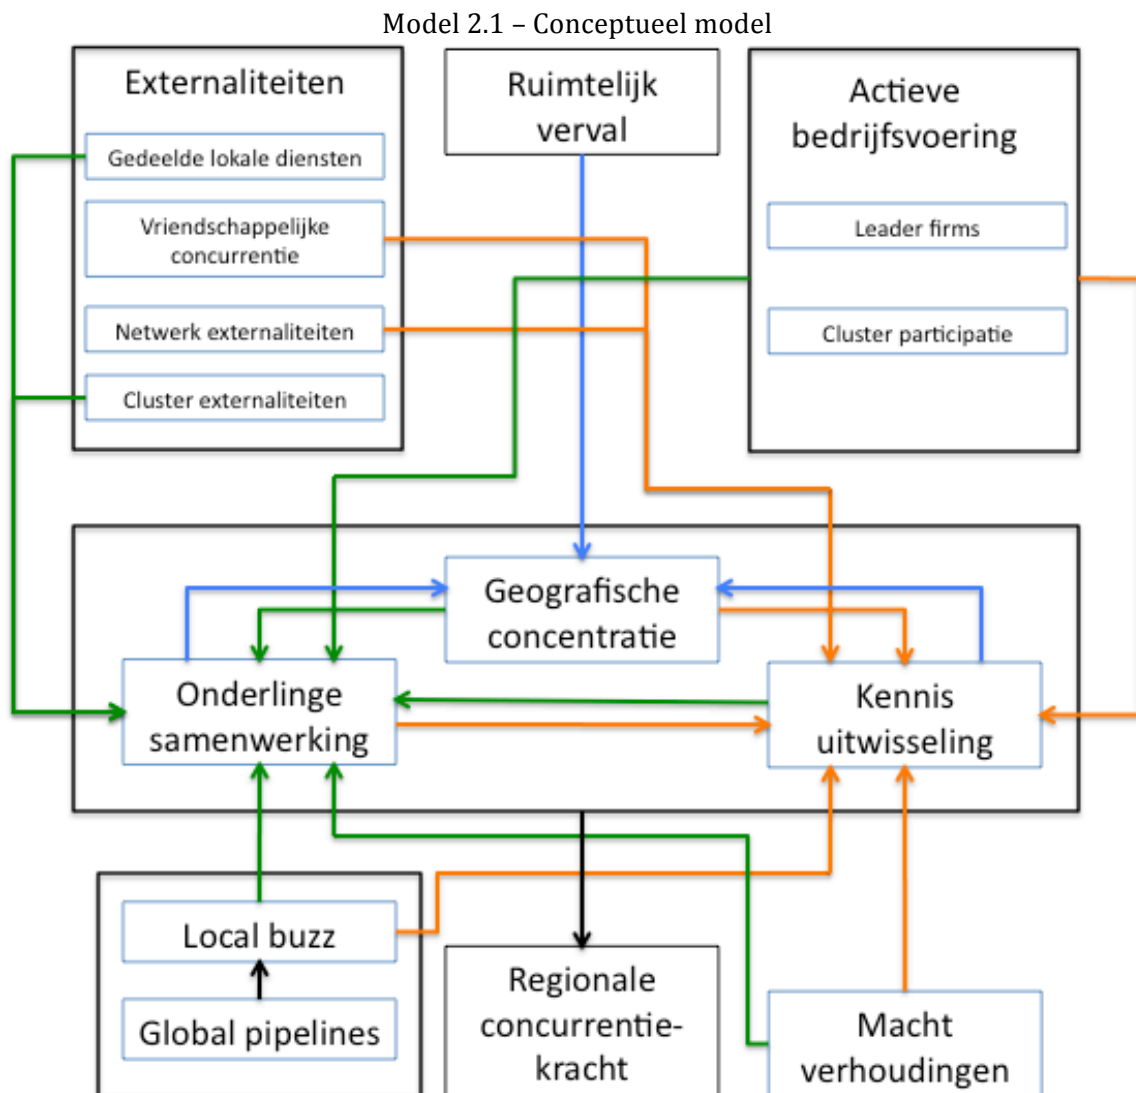 Model 2.1 – Conceptueel model
Externaliteiten
Gedeelde lokale diensten
Vriendschappelijke
concurrentie
Netwerk externaliteiten
Cluster externaliteiten
Ruimtelijk
verval
Actieve
bedrijfsvoering
Leader firms
Cluster participatie
Geografische
concentratie
Onderlinge
samenwerking
Kennis
uitwisseling
Local buzz
Global pipelines
Regionale
concurrentie-
kracht
Macht
verhoudingen